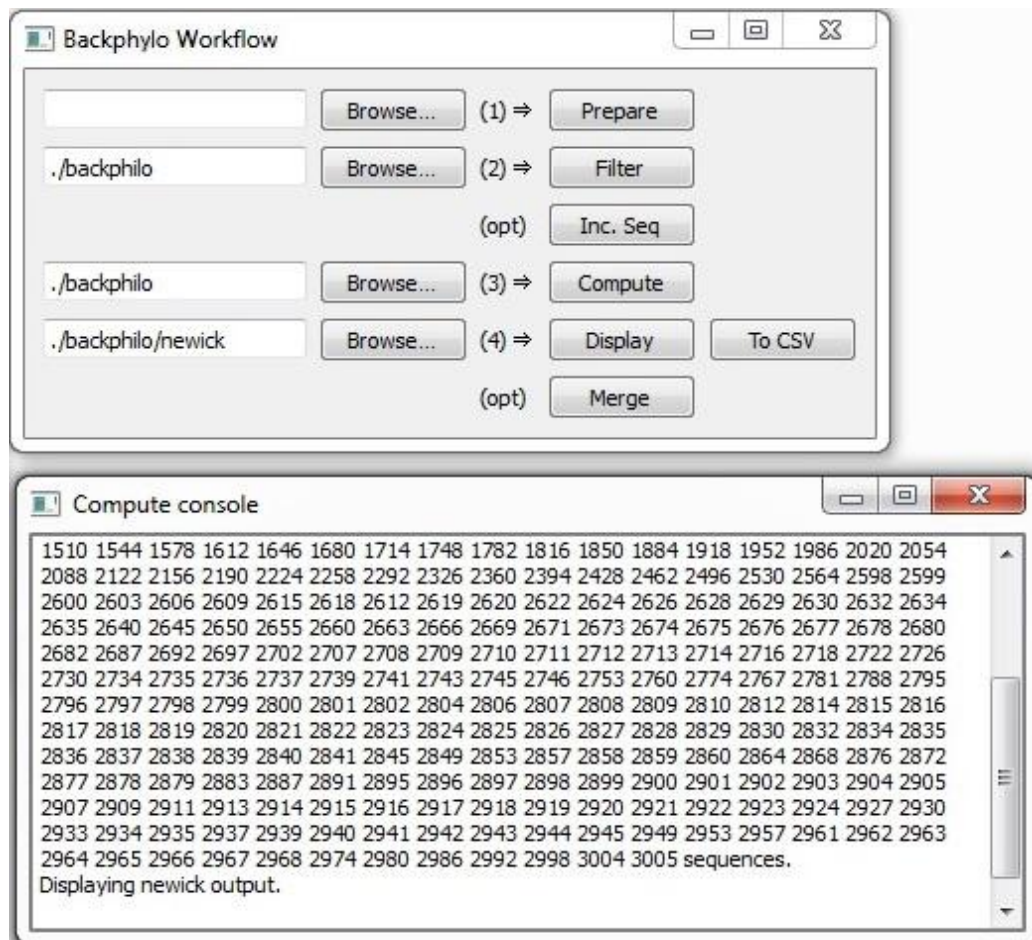 Backphylo Workflow
Browse... (1) ⇒ Prepare
./backphilo Browse... (2) ⇒ Filter
(opt) Inc. Seq
./backphilo Browse... (3) ⇒ Compute
./backphilo/newick Browse... (4) ⇒ Display To CSV
(opt) Merge
Compute console
1510 1544 1578 1612 1646 1680 1714 1748 1782 1816 1850 1884 1918 1952 1986 2020 2054
2088 2122 2156 2190 2224 2258 2292 2326 2360 2394 2428 2462 2496 2530 2564 2598 2599
2600 2603 2606 2609 2615 2618 2612 2619 2620 2622 2624 2626 2628 2629 2630 2632 2634
2635 2640 2645 2650 2655 2660 2663 2666 2669 2671 2673 2674 2675 2676 2677 2678 2680
2682 2687 2692 2697 2702 2707 2708 2709 2710 2711 2712 2713 2714 2716 2718 2722 2726
2730 2734 2735 2736 2737 2739 2741 2743 2745 2746 2753 2760 2774 2767 2781 2788 2795
2796 2797 2798 2799 2800 2801 2802 2804 2806 2807 2808 2809 2810 2812 2814 2815 2816
2817 2818 2819 2820 2821 2822 2823 2824 2825 2826 2827 2828 2829 2830 2832 2834 2835
2836 2837 2838 2839 2840 2841 2845 2849 2853 2857 2858 2859 2860 2864 2868 2876 2872
2877 2878 2879 2883 2887 2891 2895 2896 2897 2898 2899 2900 2901 2902 2903 2904 2905
2907 2909 2911 2913 2914 2915 2916 2917 2918 2919 2920 2921 2922 2923 2924 2927 2930
2933 2934 2935 2937 2939 2940 2941 2942 2943 2944 2945 2949 2953 2957 2961 2962 2963
2964 2965 2966 2967 2968 2974 2980 2986 2992 2998 3004 3005 sequences.
Displaying newick output.